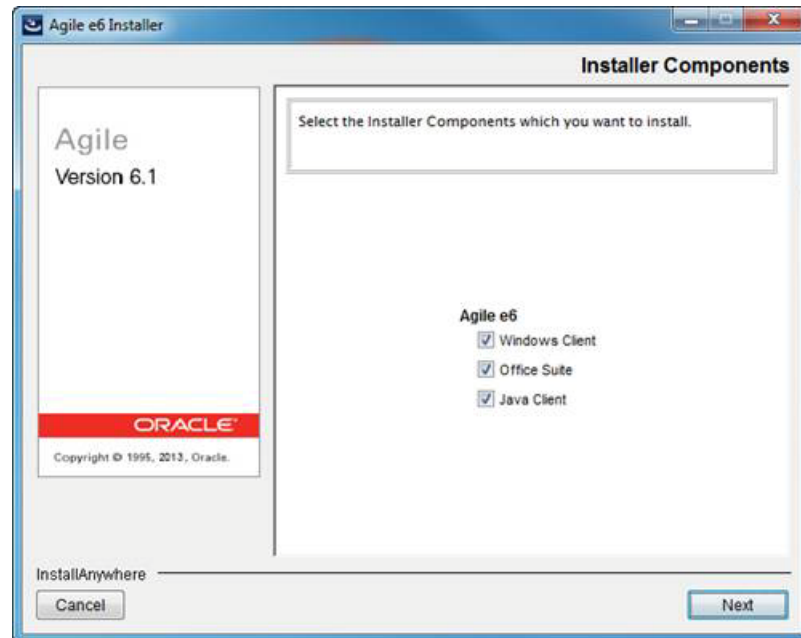 Agile e6 Installer
Installer Components
Agile
Version 6.1
ORACLE
Copyright © 1995, 2013, Oracle.
Select the Installer Components which you want to install.
Agile e6
Windows Client
Office Suite
Java Client
InstallAnywhere
Cancel
Next